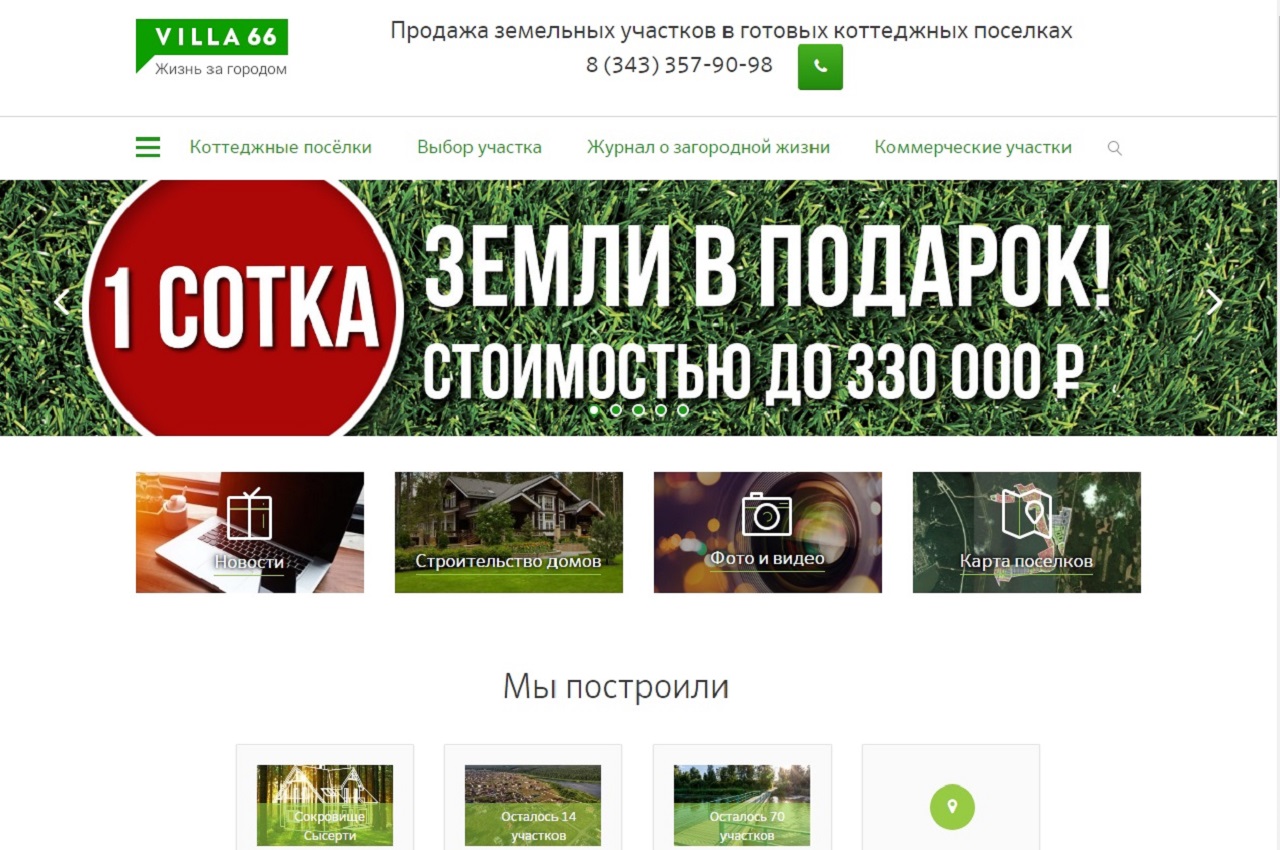 VILLA 66
Жизнь за городом
Продажа земельных участков в готовых коттеджных поселках
8 (343) 357-90-98
Коттеджные посёлки
Выбор участка
Журнал о загородной жизни
Коммерческие участки
1 СОТКА
ЗЕМЛИ В ПОДАРОК!
СТОИМОСТЬЮ ДО 330 000 ₽
Новости
Строительство домов
Фото и видео
Карта поселков
Мы построили
Сокровище
Сысерти
Осталось 14
участков
Осталось 70
участков